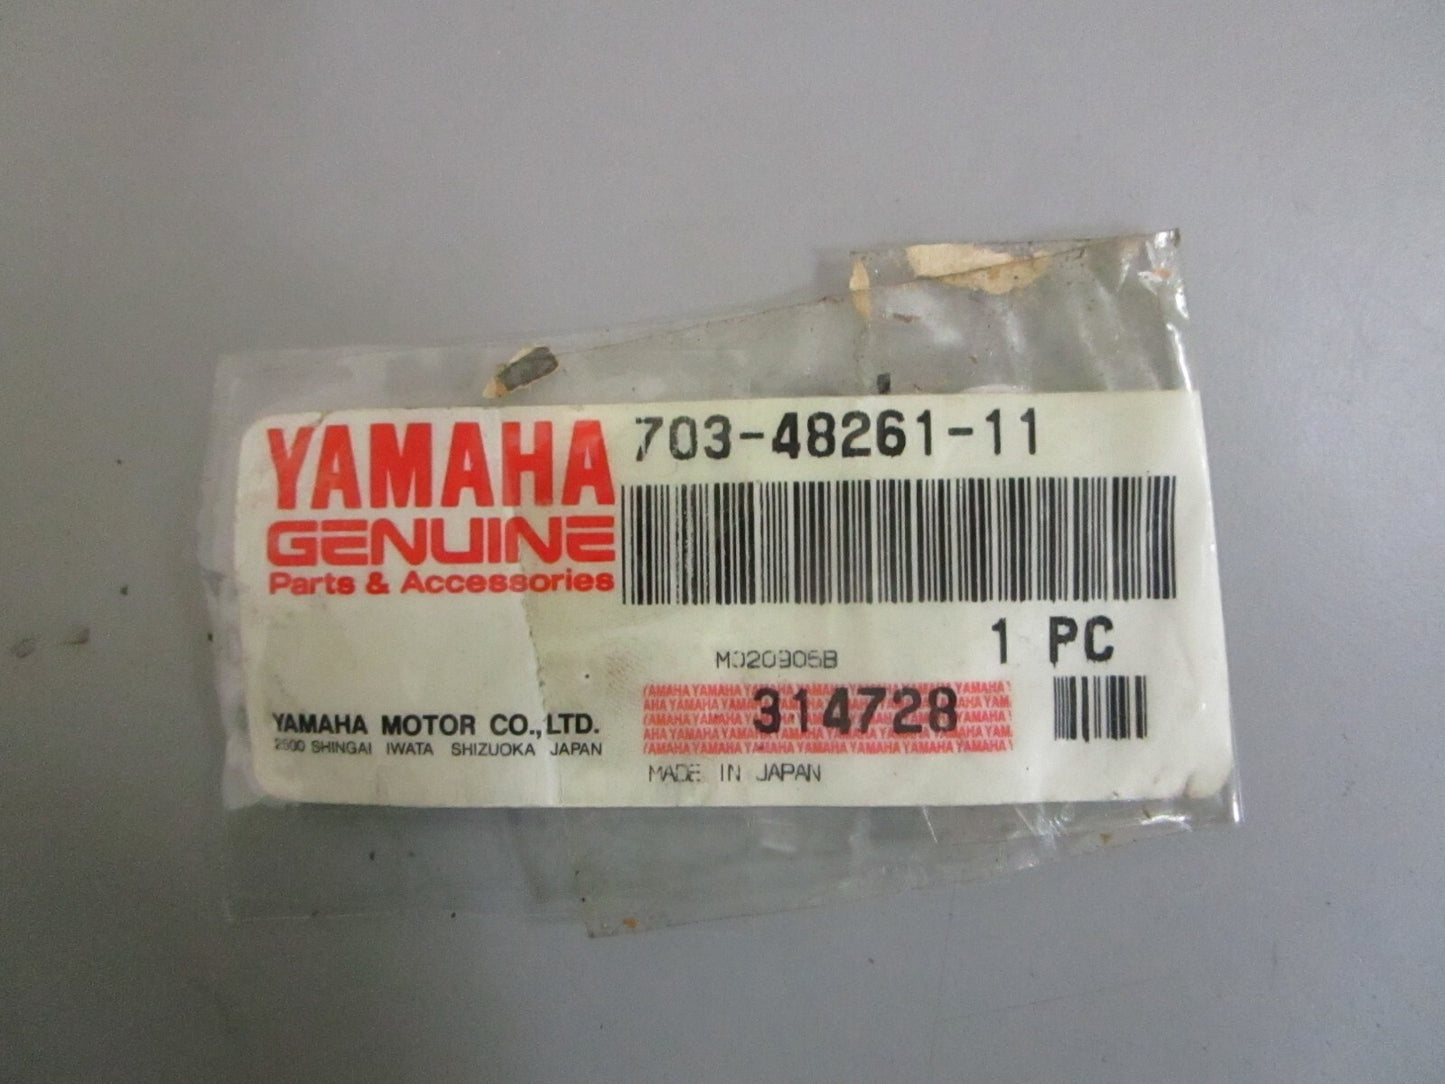 YAMAHA
GENUINE
Parts & Accessories
703-48261-11
1 PC
M020906B
314728
YAMAHA MOTOR CO.,LTD.
2500 SHINGAI IWATA SHIZUOKA JAPAN
MADE IN JAPAN